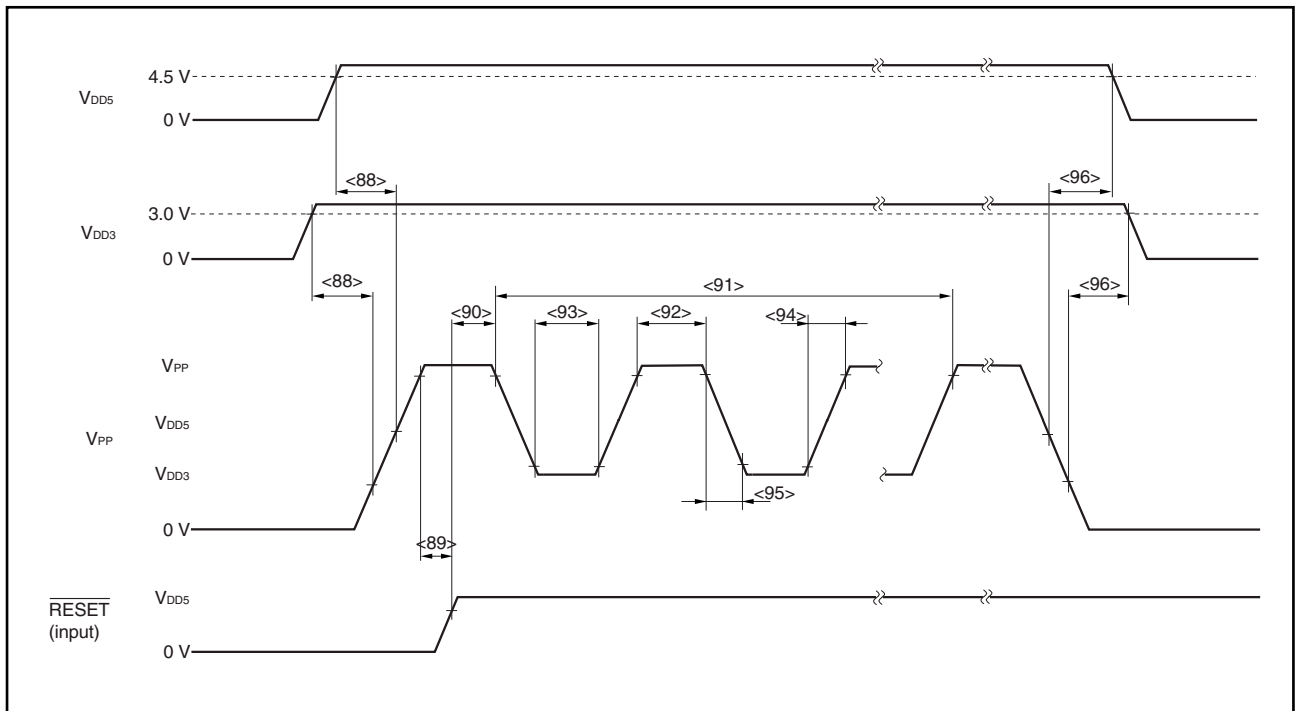 4.5 V
VDD5
0 V
<88>
<96>
3.0 V
VDD3
0 V
<88>
<91>
<96>
<90>
<93>
<92>
<94>
VPP
VDD5
VPP
VDD3
<95>
0 V
<89>
VDD5
RESET
(input)
0 V